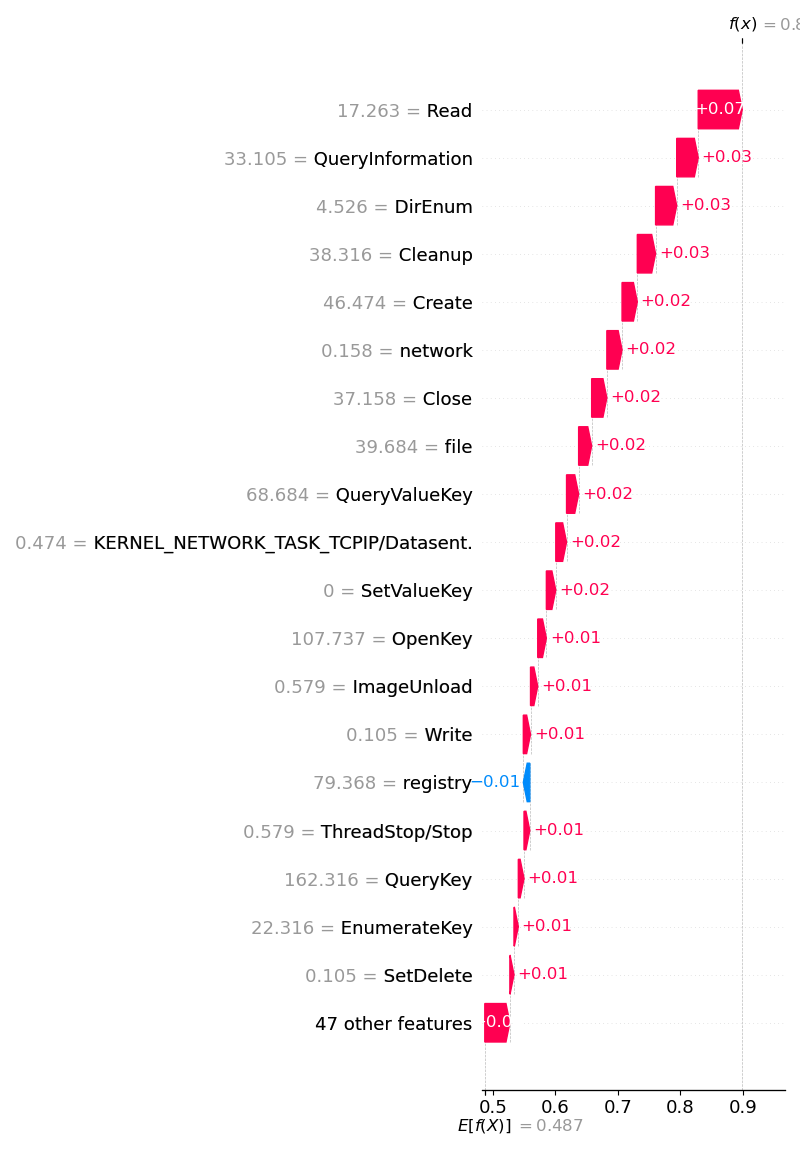 f(x) = 0.8
17.263 = Read
+0.07
33.105 = QueryInformation
+0.03
4.526 = DirEnum
+0.03
38.316 = Cleanup
+0.03
46.474 = Create
+0.02
0.158 = network
+0.02
37.158 = Close
+0.02
39.684 = file
+0.02
68.684 = QueryValueKey
+0.02
0.474 = KERNEL_NETWORK_TASK_TCPIP/Datasent.
+0.02
0 = SetValueKey
+0.02
107.737 = OpenKey
+0.01
0.579 = ImageUnload
+0.01
0.105 = Write
+0.01
79.368 = registry
−0.01
0.579 = ThreadStop/Stop
+0.01
162.316 = QueryKey
+0.01
22.316 = EnumerateKey
+0.01
0.105 = SetDelete
+0.01
47 other features
0.5 0.6 0.7 0.8 0.9
E[f(X)] = 0.487